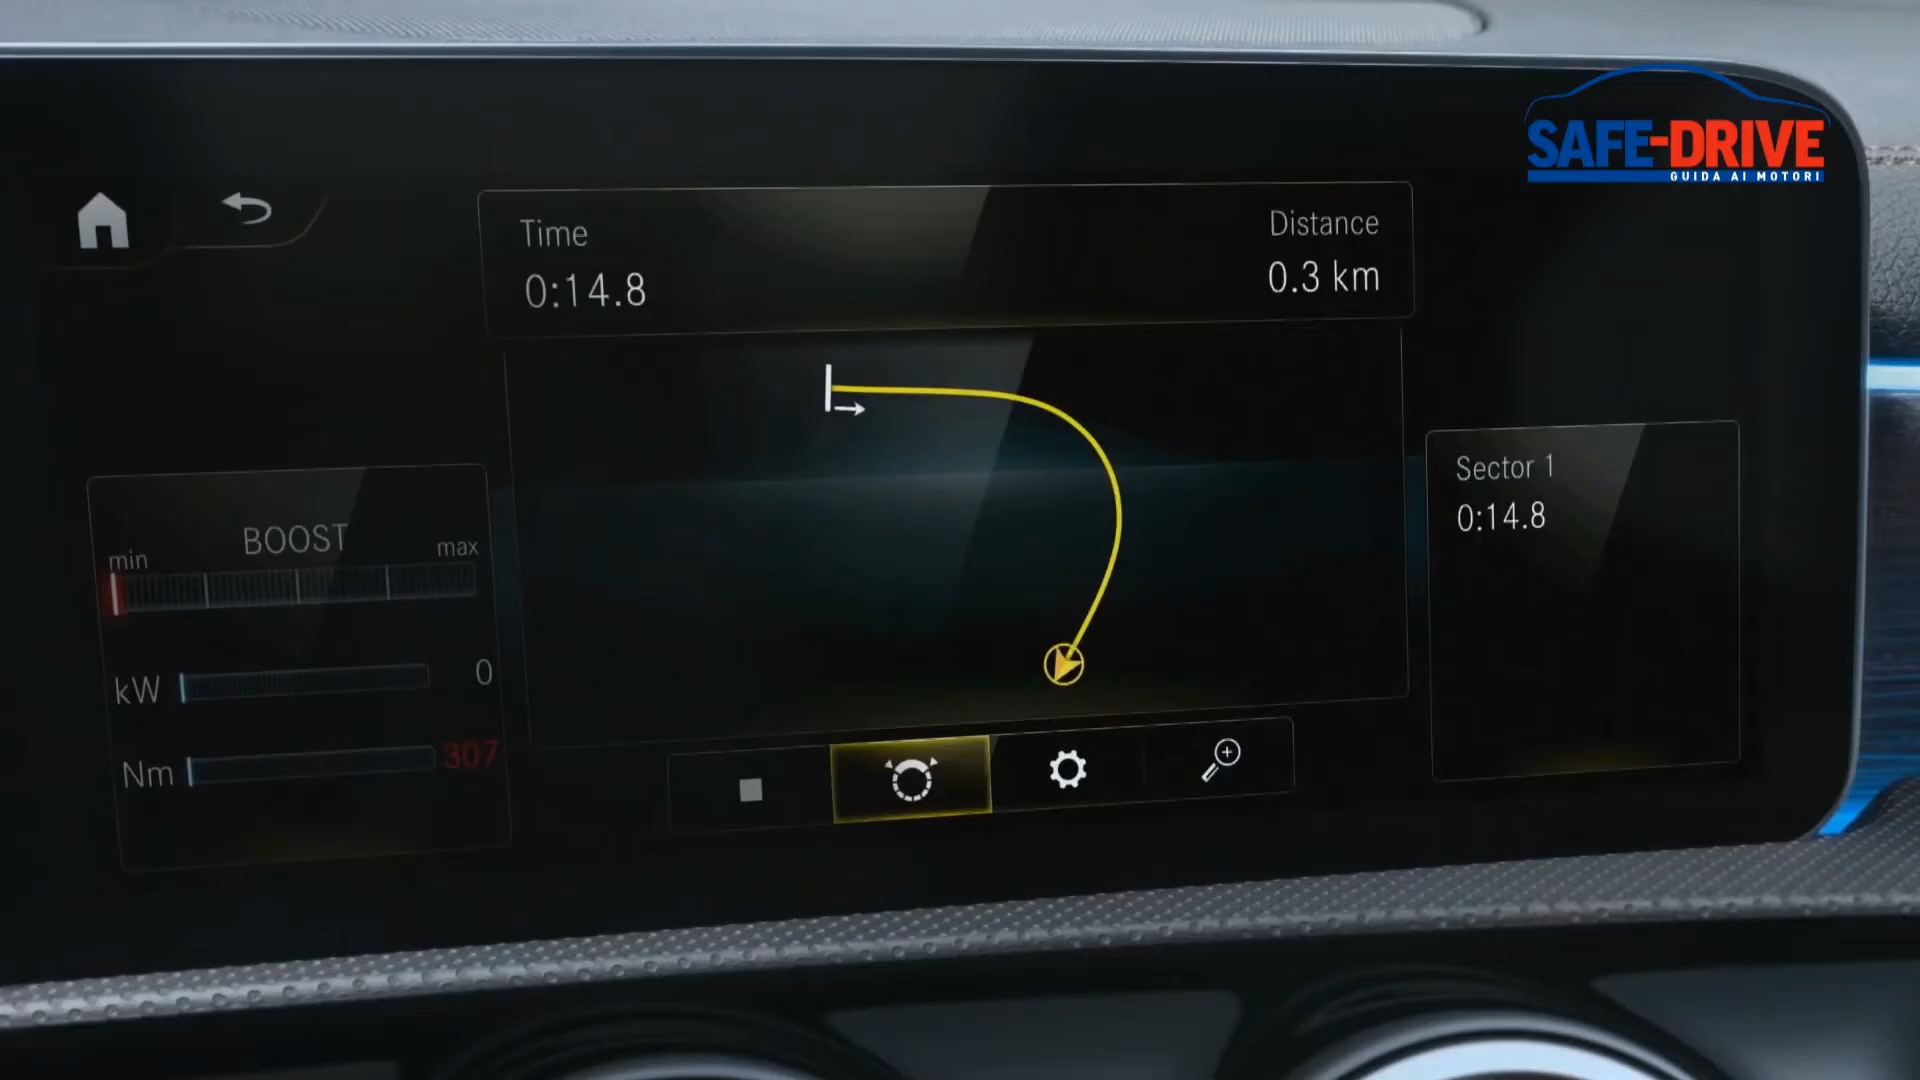 SAFE-DRIVE
GUIDA AI MOTORI
Time
0:14.8
Distance
0.3 km
Sector 1
0:14.8
BOOST
min
max
kW
0
Nm
307